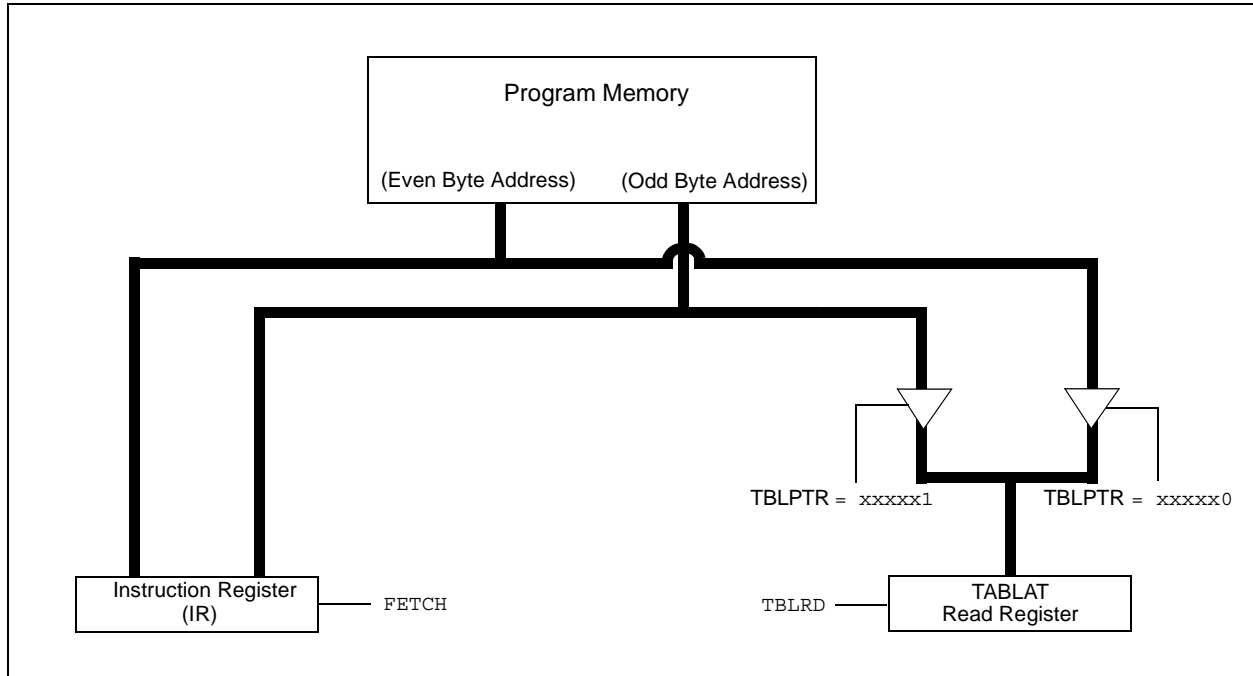 Program Memory
(Even Byte Address)
(Odd Byte Address)
TBLPTR = xxxxx1
TBLPTR = xxxxx0
Instruction Register
(IR)
FETCH
TBLRD
TABLAT
Read Register